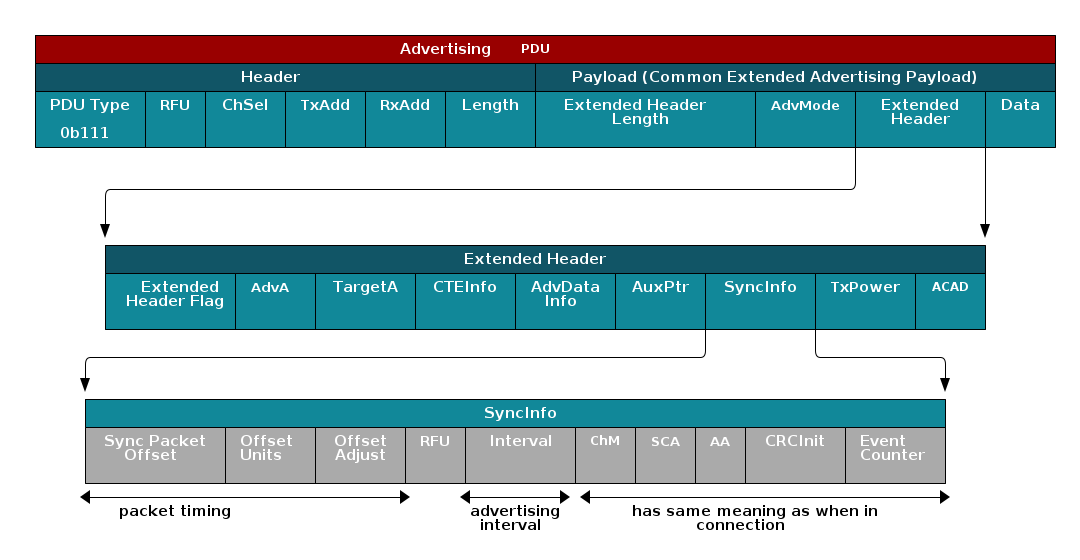 Advertising PDU
Header Payload (Common Extended Advertising Payload)
PDU Type RFU ChSel TxAdd RxAdd Length Extended Header AdvMode Extended Data
Length Header
0b111
Extended Header
Extended AdvA TargetA CTEInfo AdvData AuxPtr SyncInfo TxPower ACAD
Header Flag Info
SyncInfo
Sync Packet Offset Offset RFU Interval ChM SCA AA CRCInit Event
Offset Units Adjust Counter
packet timing advertising has same meaning as when in
interval connection